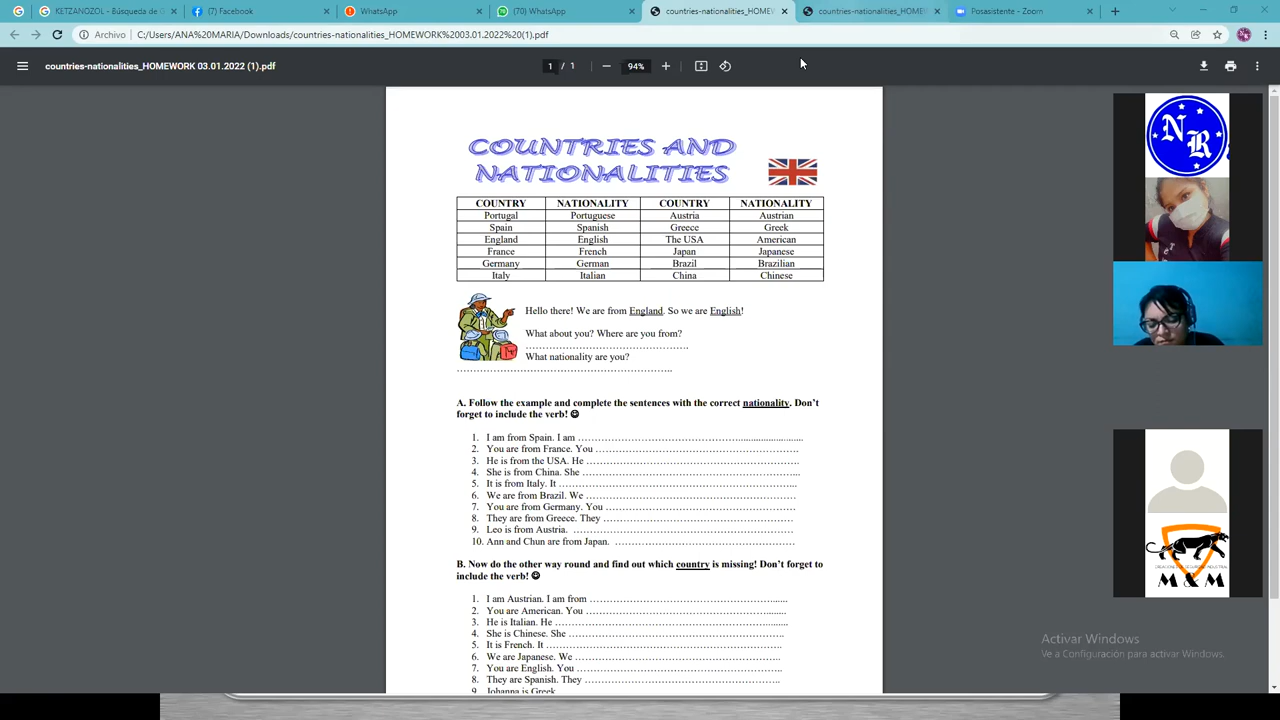 KETZANOZOL - Búsqueda de G
(7) Facebook
WhatsApp
(70) WhatsApp
countries-nationalities_HOMEW
countries-nationalities_HOMEW
Posasistente - Zoom
Archivo | C:/Users/ANA%20MARIA/Downloads/countries-nationalities_HOMEWORK%2003.01.2022%20(1).pdf
countries-nationalities_HOMEWORK 03.01.2022 (1).pdf
1 / 1
94%
COUNTRIES AND
NATIONALITIES
COUNTRY NATIONALITY COUNTRY NATIONALITY
Portugal Portuguese Austria Austrian
Spain Spanish Greece Greek
England English The USA American
France French Japan Japanese
Germany German Brazil Brazilian
Italy Italian China Chinese
Hello there! We are from England. So we are English!
What about you? Where are you from?
……………………………………….
What nationality are you?
……………………………………………………..
A. Follow the example and complete the sentences with the correct nationality. Don't
forget to include the verb! ☺
1. I am from Spain. I am …………………………………….......................
2. You are from France. You ……………………………………………….
3. He is from the USA. He …………………………………………………..
4. She is from China. She …………………………………………………...
5. It is from Italy. It …………………………………………………………...
6. We are from Brazil. We …………………………………………………
7. You are from Germany. You ……………………………………………
8. They are from Greece. They ……………………………………………
9. Leo is from Austria. ……………………………………………………
10. Ann and Chun are from Japan. …………………………………………
B. Now do the other way round and find out which country is missing! Don't forget to
include the verb! ☺
1. I am Austrian. I am from …………………………………………......
2. You are American. You …………………………………………........
3. He is Italian. He …………………………………………………........
4. She is Chinese. She ………………………………………………….
5. It is French. It ……………………………………………………….
6. We are Japanese. We ………………………………………………..
7. You are English. You ……………………………………………….
8. They are Spanish. They ……………………………………………..
9. Johanna is Greek.
N R
M & M
Activar Windows
Ve a Configuración para activar Windows.